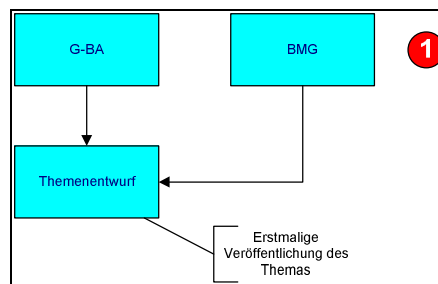 G-BA
BMG
1
Themenentwurf
Erstmalige
Veröffentlichung des
Themas